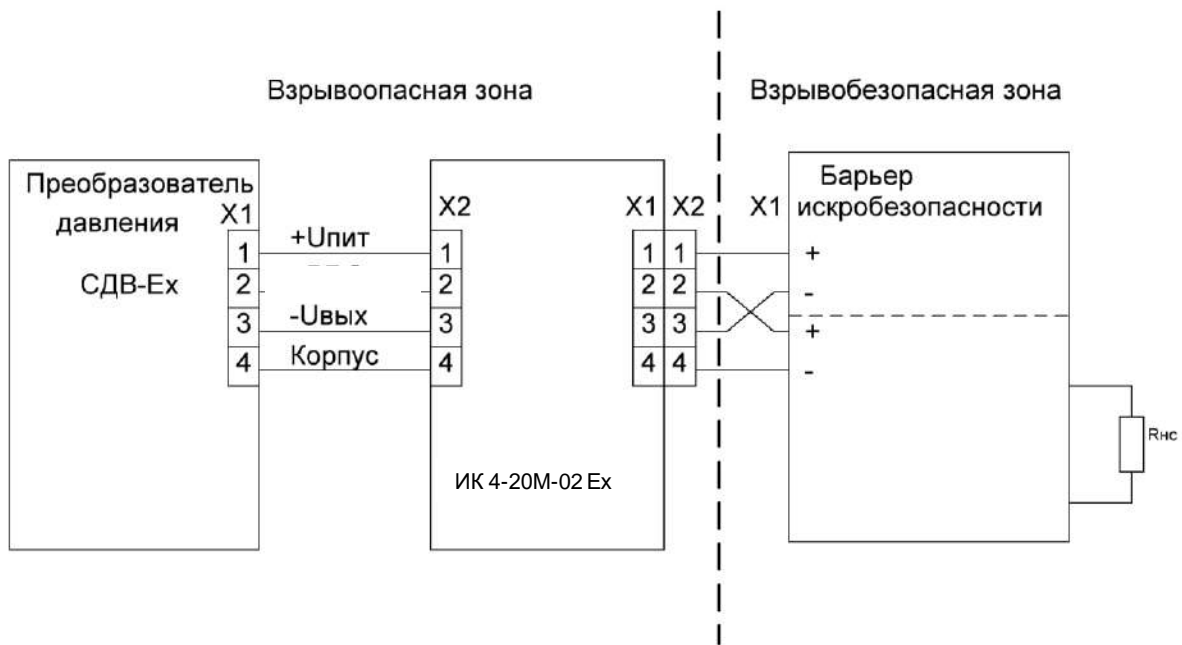 Взрывоопасная зона
Взрывобезопасная зона
Преобразователь
давления
X1
СДВ-Ex
1
2
3
4
+Uпит
-Uвых
Корпус
X2
1
2
3
4
ИК 4-20М-02 Ex
X1 X2
1 1
2 2
3 3
4 4
X1
Барьер
искробезопасности
+
-
+
-
Rнс